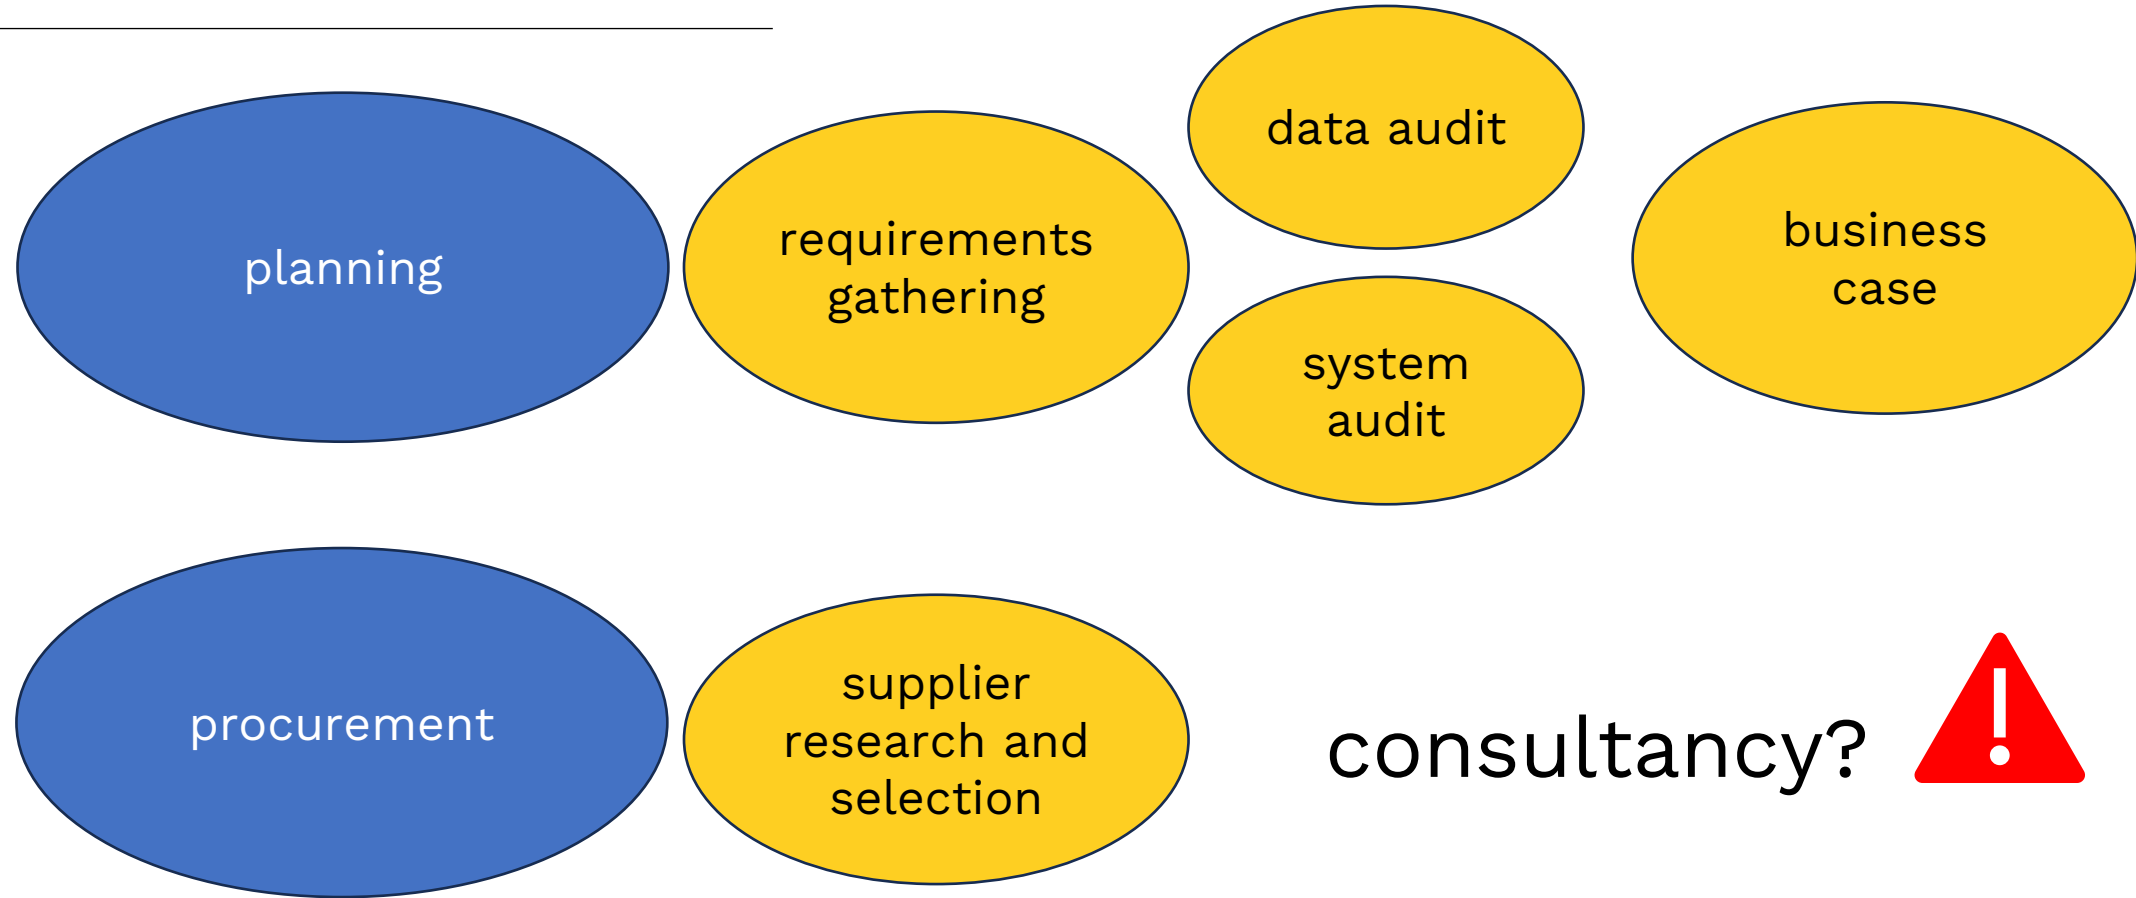 planning
requirements
gathering
data audit
system
audit
business
case
procurement
supplier
research and
selection
consultancy?